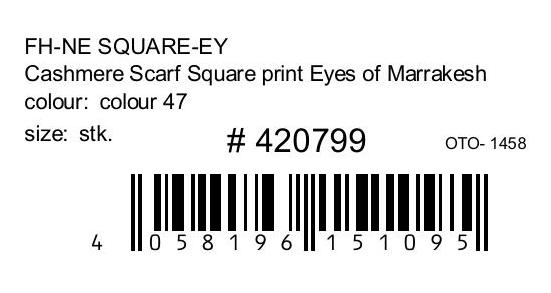 FH-NE SQUARE-EY
Cashmere Scarf Square print Eyes of Marrakesh
colour: colour 47
size: stk.
# 420799
OTO- 1458
4 058196 151095